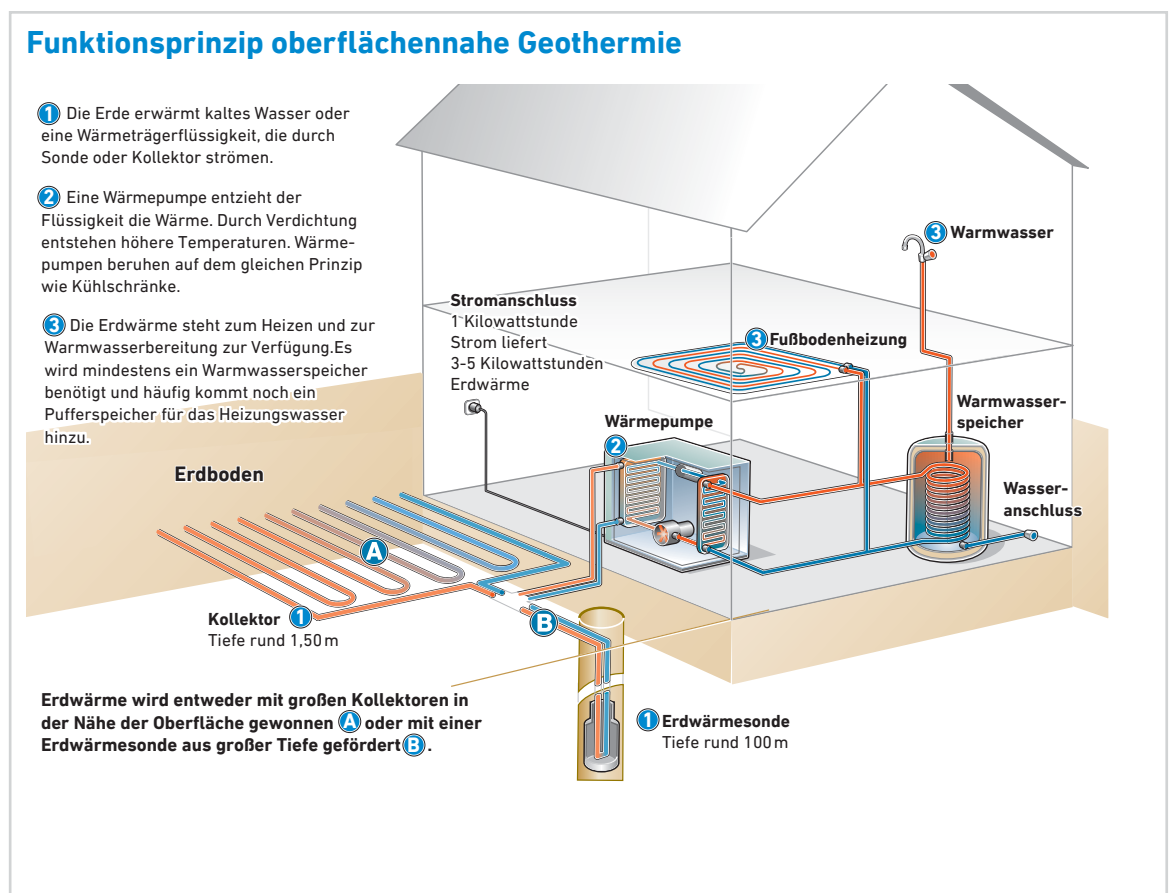 Funktionsprinzip oberflächennahe Geothermie
1 Die Erde erwärmt kaltes Wasser oder
eine Wärmeträgerflüssigkeit, die durch
Sonde oder Kollektor strömen.
2 Eine Wärmepumpe entzieht der
Flüssigkeit die Wärme. Durch Verdichtung
entstehen höhere Temperaturen. Wärme-
pumpen beruhen auf dem gleichen Prinzip
wie Kühlschränke.
3 Die Erdwärme steht zum Heizen und zur
Warmwasserbereitung zur Verfügung.Es
wird mindestens ein Warmwasserspeicher
benötigt und häufig kommt noch ein
Pufferspeicher für das Heizungswasser
hinzu.
3 Warmwasser
Stromanschluss
1 Kilowattstunde
Strom liefert
3-5 Kilowattstunden
Erdwärme
3 Fußbodenheizung
Wärmepumpe
2
Warmwasser-
speicher
Wasser-
anschluss
Erdboden
A
Kollektor 1
Tiefe rund 1,50 m
B
Erdwärme wird entweder mit großen Kollektoren in
der Nähe der Oberfläche gewonnen A oder mit einer
Erdwärmesonde aus großer Tiefe gefördert B .
1 Erdwärmesonde
Tiefe rund 100 m